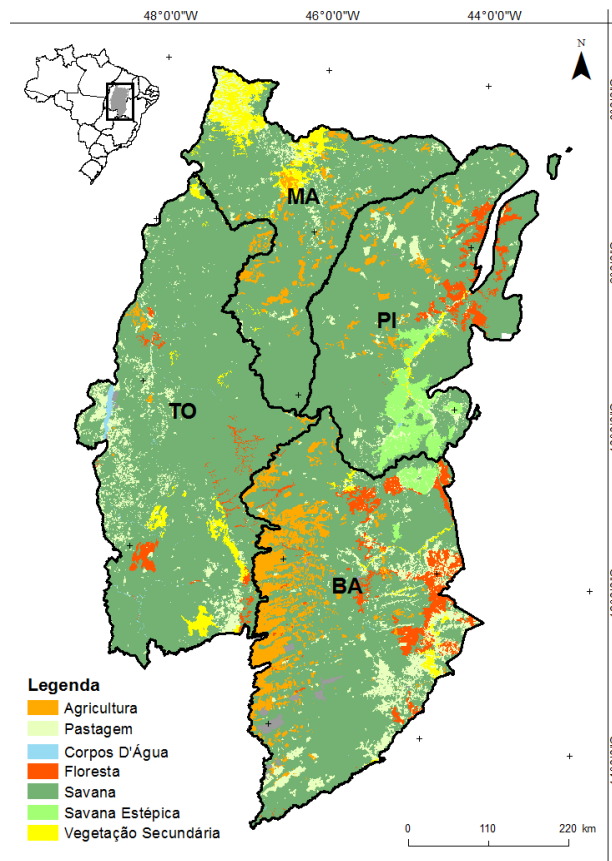 48°0'0"W 46°0'0"W 44°0'0"W
N
MA
PI
TO
BA
Legenda
Agricultura
Pastagem
Corpos D'Água
Floresta
Savana
Savana Estépica
Vegetação Secundária
0 110 220 km